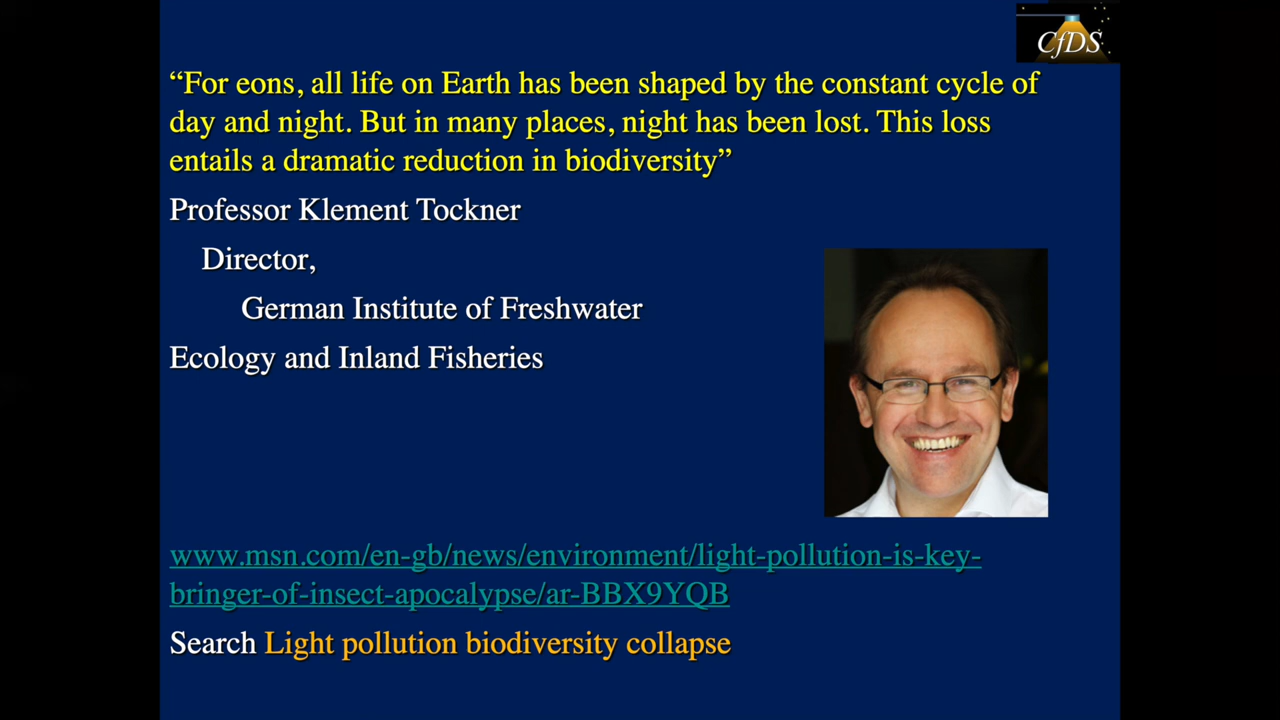 CfDS
“For eons, all life on Earth has been shaped by the constant cycle of
day and night. But in many places, night has been lost. This loss
entails a dramatic reduction in biodiversity”
Professor Klement Tockner
Director,
German Institute of Freshwater
Ecology and Inland Fisheries
www.msn.com/en-gb/news/environment/light-pollution-is-key-
bringer-of-insect-apocalypse/ar-BBX9YQB
Search Light pollution biodiversity collapse